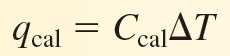 q_cal = C_calΔT